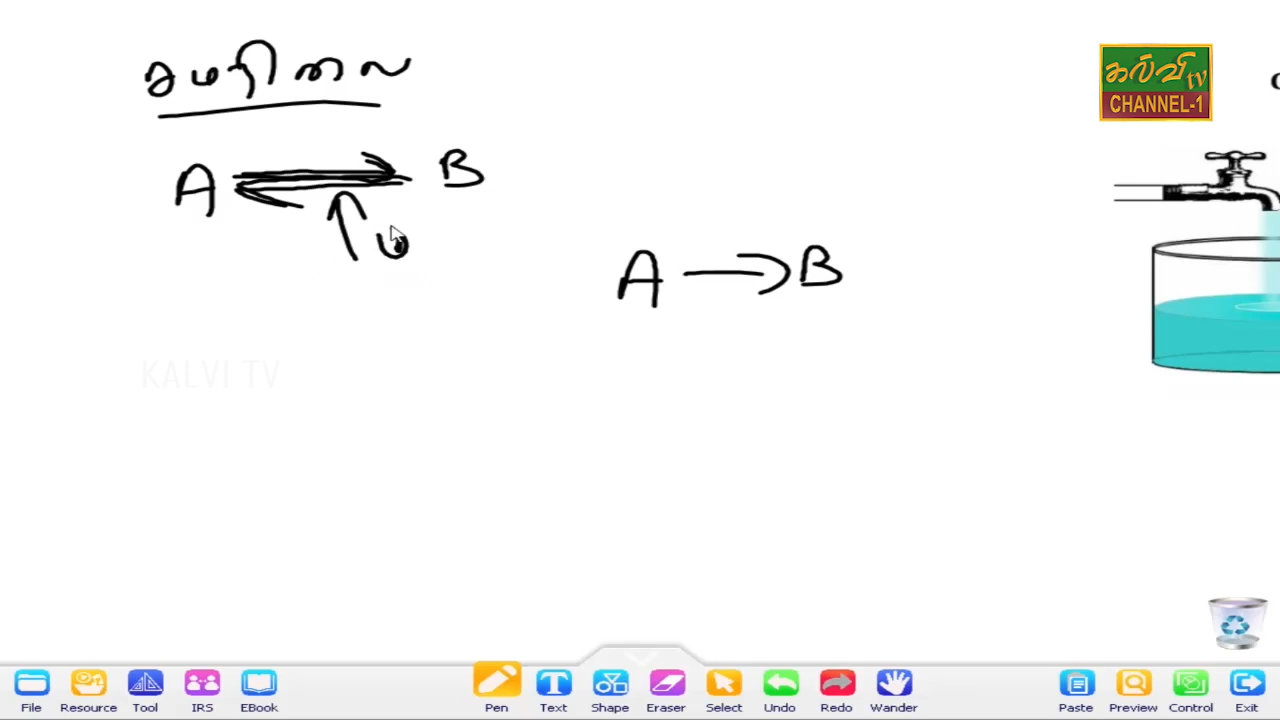 சமநிலை
கல்வி tv
CHANNEL-1
A ⇌ B
A → B
KALVI TV
File Resource Tool IRS EBook Pen Text Shape Eraser Select Undo Redo Wander Paste Preview Control Exit